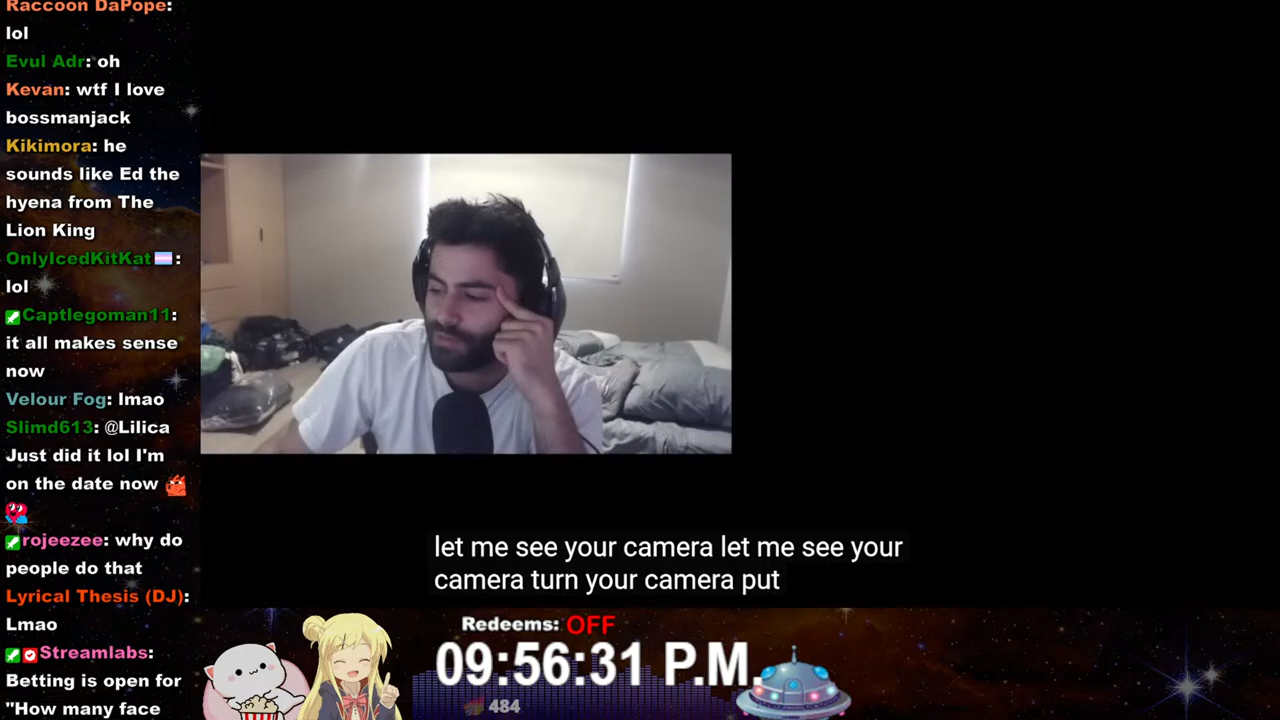 Raccoon DaPope:
lol
Evul Adr: oh
Kevan: wtf I love
bossmanjack
Kikimora: he
sounds like Ed the
hyena from The
Lion King
OnlyIcedKitKat:
lol
Captlegoman11:
it all makes sense
now
Velour Fog: lmao
Slimd613: @Lilica
Just did it lol I'm
on the date now
rojeezee: why do
people do that
Lyrical Thesis (DJ):
Lmao
Streamlabs:
Betting is open for
"How many face
let me see your camera let me see your
camera turn your camera put
Redeems: OFF
09:56:31 P.M.
484